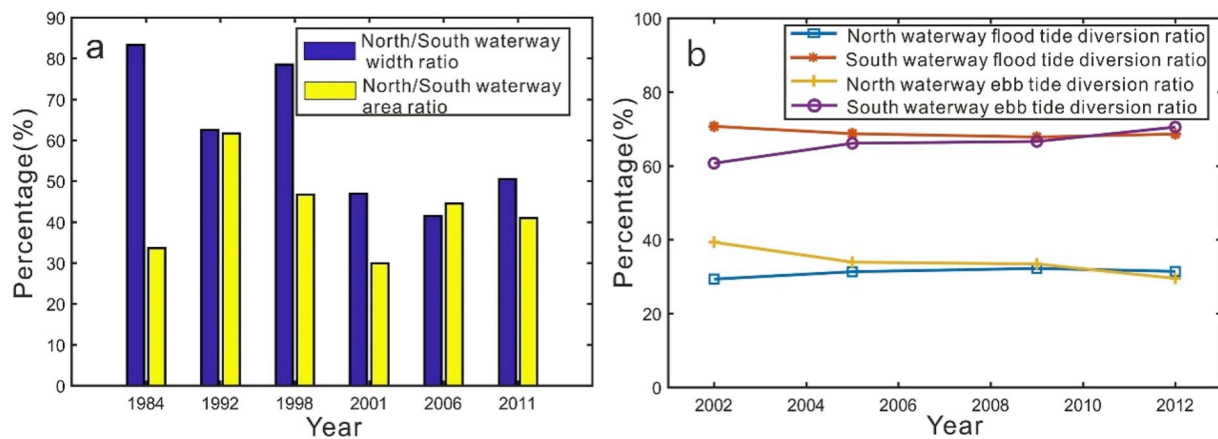 a
North/South waterway
width ratio
North/South waterway
area ratio
Percentage(%)
90
80
70
60
50
40
30
20
10
0
1984 1992 1998 2001 2006 2011
Year
b
North waterway flood tide diversion ratio
South waterway flood tide diversion ratio
North waterway ebb tide diversion ratio
South waterway ebb tide diversion ratio
Percentage(%)
100
80
60
40
20
0
2002 2004 2006 2008 2010 2012
Year